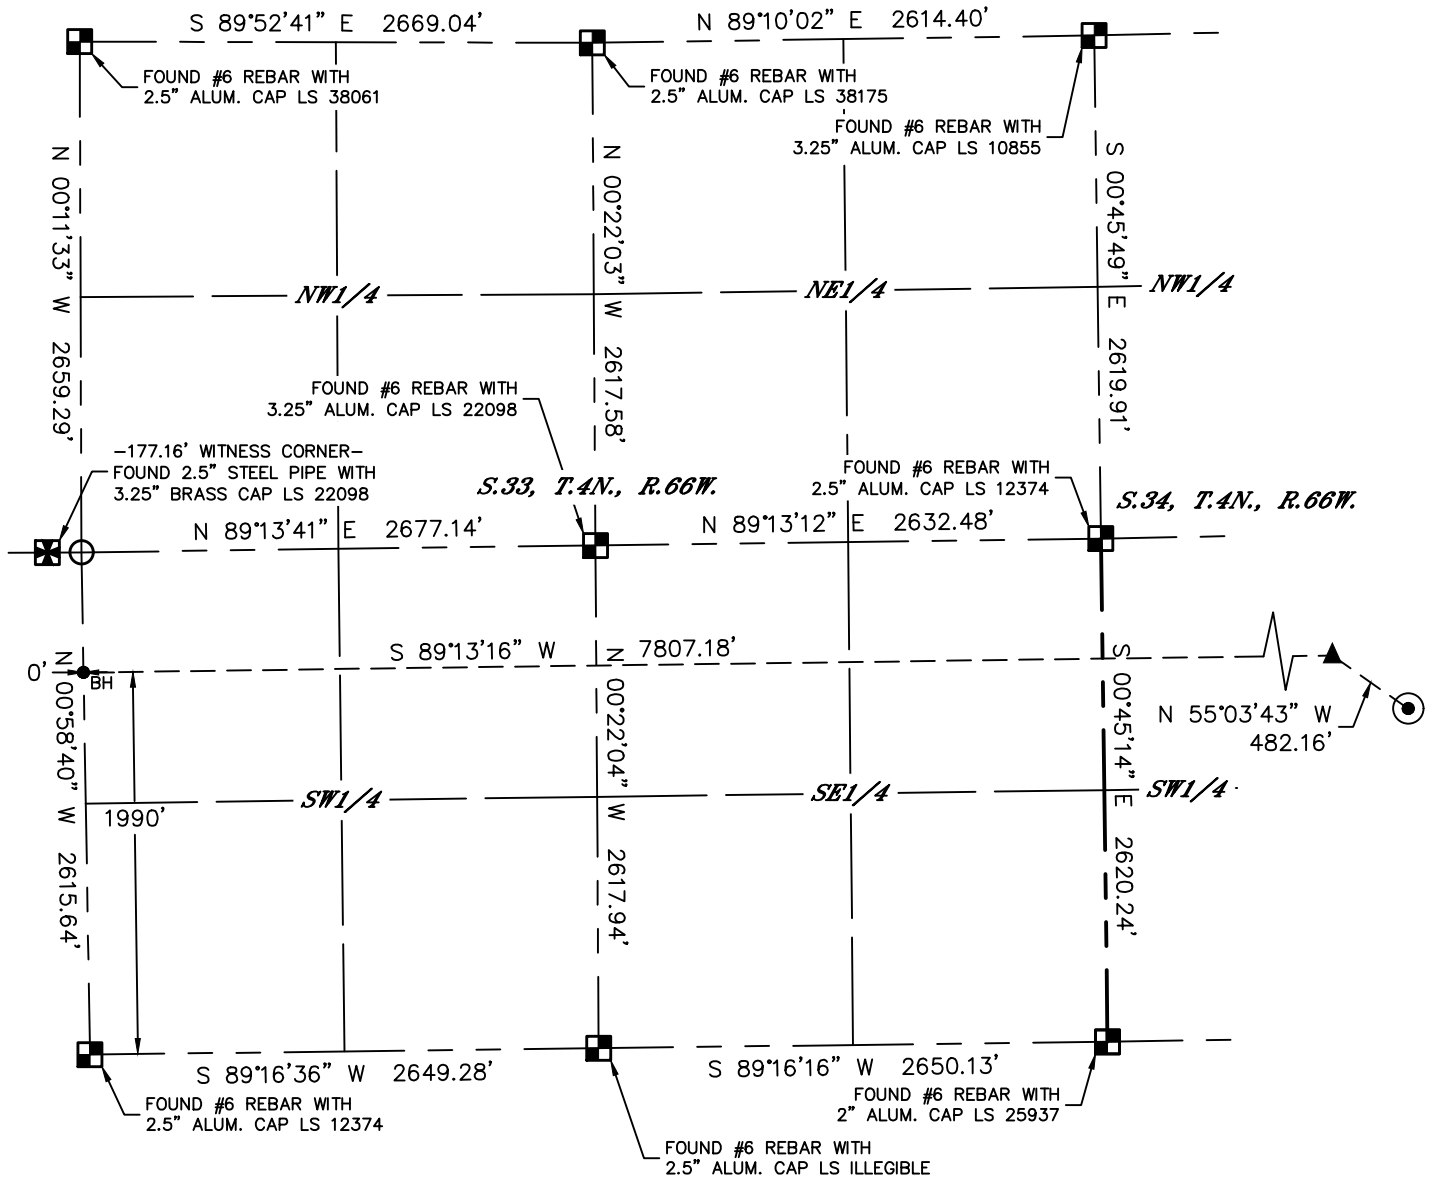 S 89°52'41" E 2669.04'
N 89°10'02" E 2614.40'
FOUND #6 REBAR WITH
2.5" ALUM. CAP LS 38061
FOUND #6 REBAR WITH
2.5" ALUM. CAP LS 38175
FOUND #6 REBAR WITH
3.25" ALUM. CAP LS 10855
N 00°11'33" W 2659.29'
N 00°22'03" W 2617.58'
S 00°45'49" E 2619.91'
NW1/4
NE1/4
NW1/4
FOUND #6 REBAR WITH
3.25" ALUM. CAP LS 22098
-177.16' WITNESS CORNER-
FOUND 2.5" STEEL PIPE WITH
3.25" BRASS CAP LS 22098
S.33, T.4N., R.66W.
FOUND #6 REBAR WITH
2.5" ALUM. CAP LS 12374
S.34, T.4N., R.66W.
N 89°13'41" E 2677.14'
N 89°13'12" E 2632.48'
S 89°13'16" W 7807.18'
0'
BH
N 00°58'40" W 2615.64'
N 00°22'04" W 2617.94'
S 00°45'14" E 2620.24'
N 55°03'43" W
482.16'
1990'
SW1/4
SE1/4
SW1/4
S 89°16'36" W 2649.28'
S 89°16'16" W 2650.13'
FOUND #6 REBAR WITH
2.5" ALUM. CAP LS 12374
FOUND #6 REBAR WITH
2" ALUM. CAP LS 25937
FOUND #6 REBAR WITH
2.5" ALUM. CAP LS ILLEGIBLE